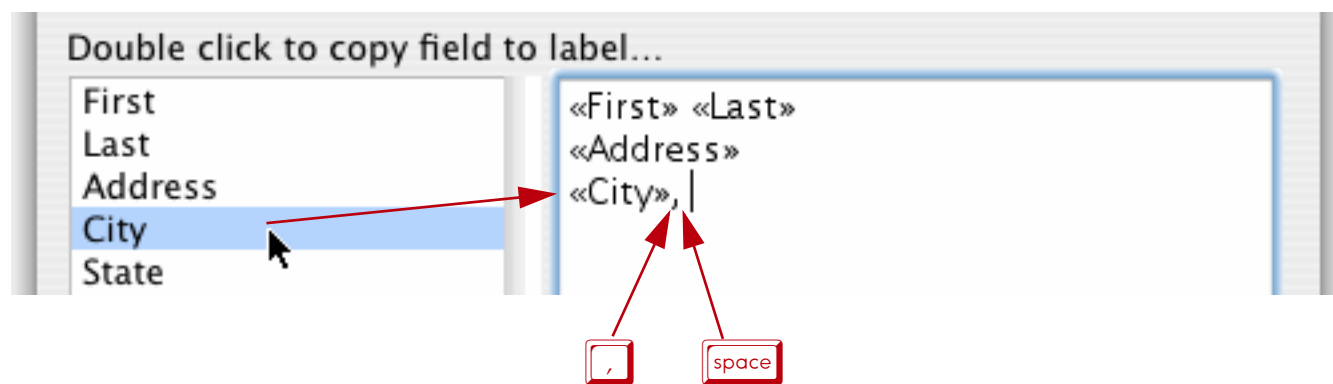 Double click to copy field to label...
First
Last
Address
City
State
«First» «Last»
«Address»
«City»,
,
space